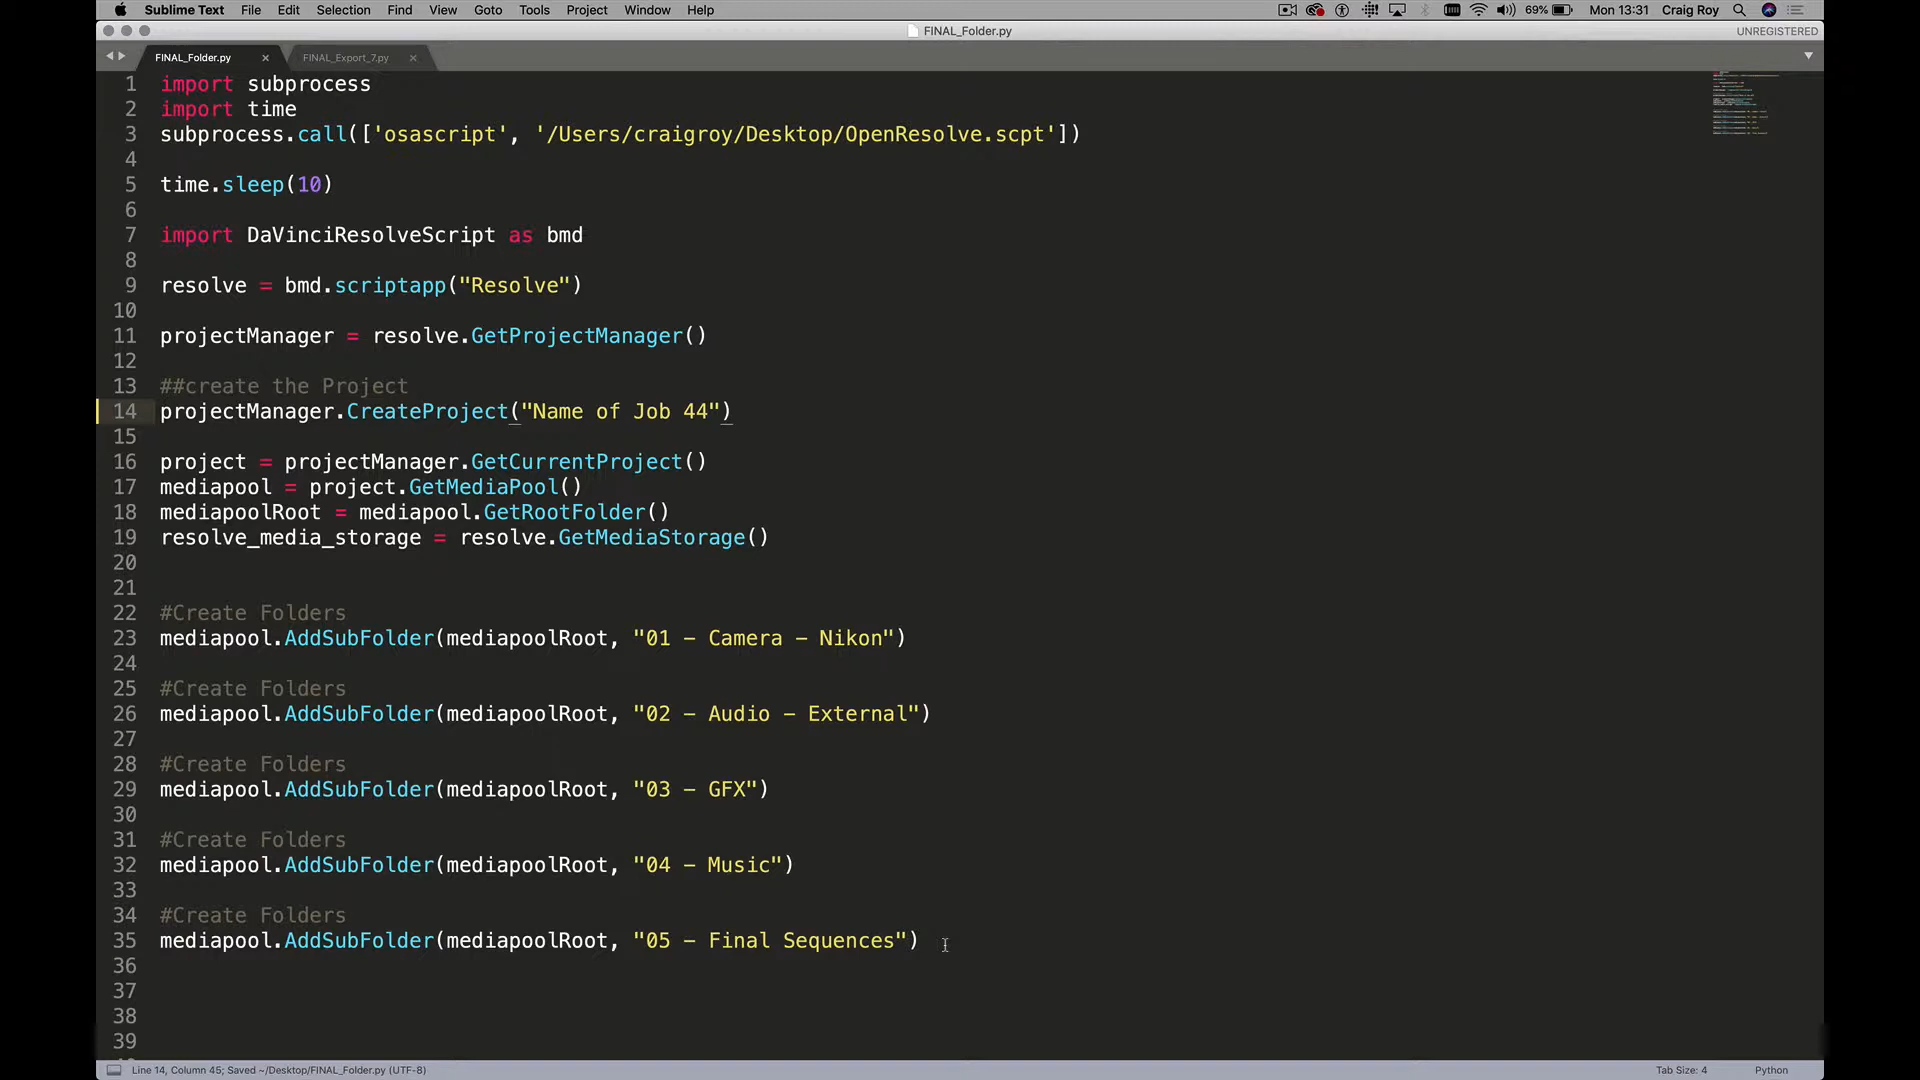 Sublime Text File Edit Selection Find View Goto Tools Project Window Help 69% Mon 13:31 Craig Roy
FINAL_Folder.py UNREGISTERED
FINAL_Folder.py × FINAL_Export_7.py ×
1 import subprocess
2 import time
3 subprocess.call(['osascript', '/Users/craigroy/Desktop/OpenResolve.scpt'])
4
5 time.sleep(10)
6
7 import DaVinciResolveScript as bmd
8
9 resolve = bmd.scriptapp("Resolve")
10
11 projectManager = resolve.GetProjectManager()
12
13 ##create the Project
14 projectManager.CreateProject("Name of Job 44")
15
16 project = projectManager.GetCurrentProject()
17 mediapool = project.GetMediaPool()
18 mediapoolRoot = mediapool.GetRootFolder()
19 resolve_media_storage = resolve.GetMediaStorage()
20
21
22 #Create Folders
23 mediapool.AddSubFolder(mediapoolRoot, "01 - Camera - Nikon")
24
25 #Create Folders
26 mediapool.AddSubFolder(mediapoolRoot, "02 - Audio - External")
27
28 #Create Folders
29 mediapool.AddSubFolder(mediapoolRoot, "03 - GFX")
30
31 #Create Folders
32 mediapool.AddSubFolder(mediapoolRoot, "04 - Music")
33
34 #Create Folders
35 mediapool.AddSubFolder(mediapoolRoot, "05 - Final Sequences")
36
37
38
39
Line 14, Column 45; Saved ~/Desktop/FINAL_Folder.py (UTF-8) Tab Size: 4 Python